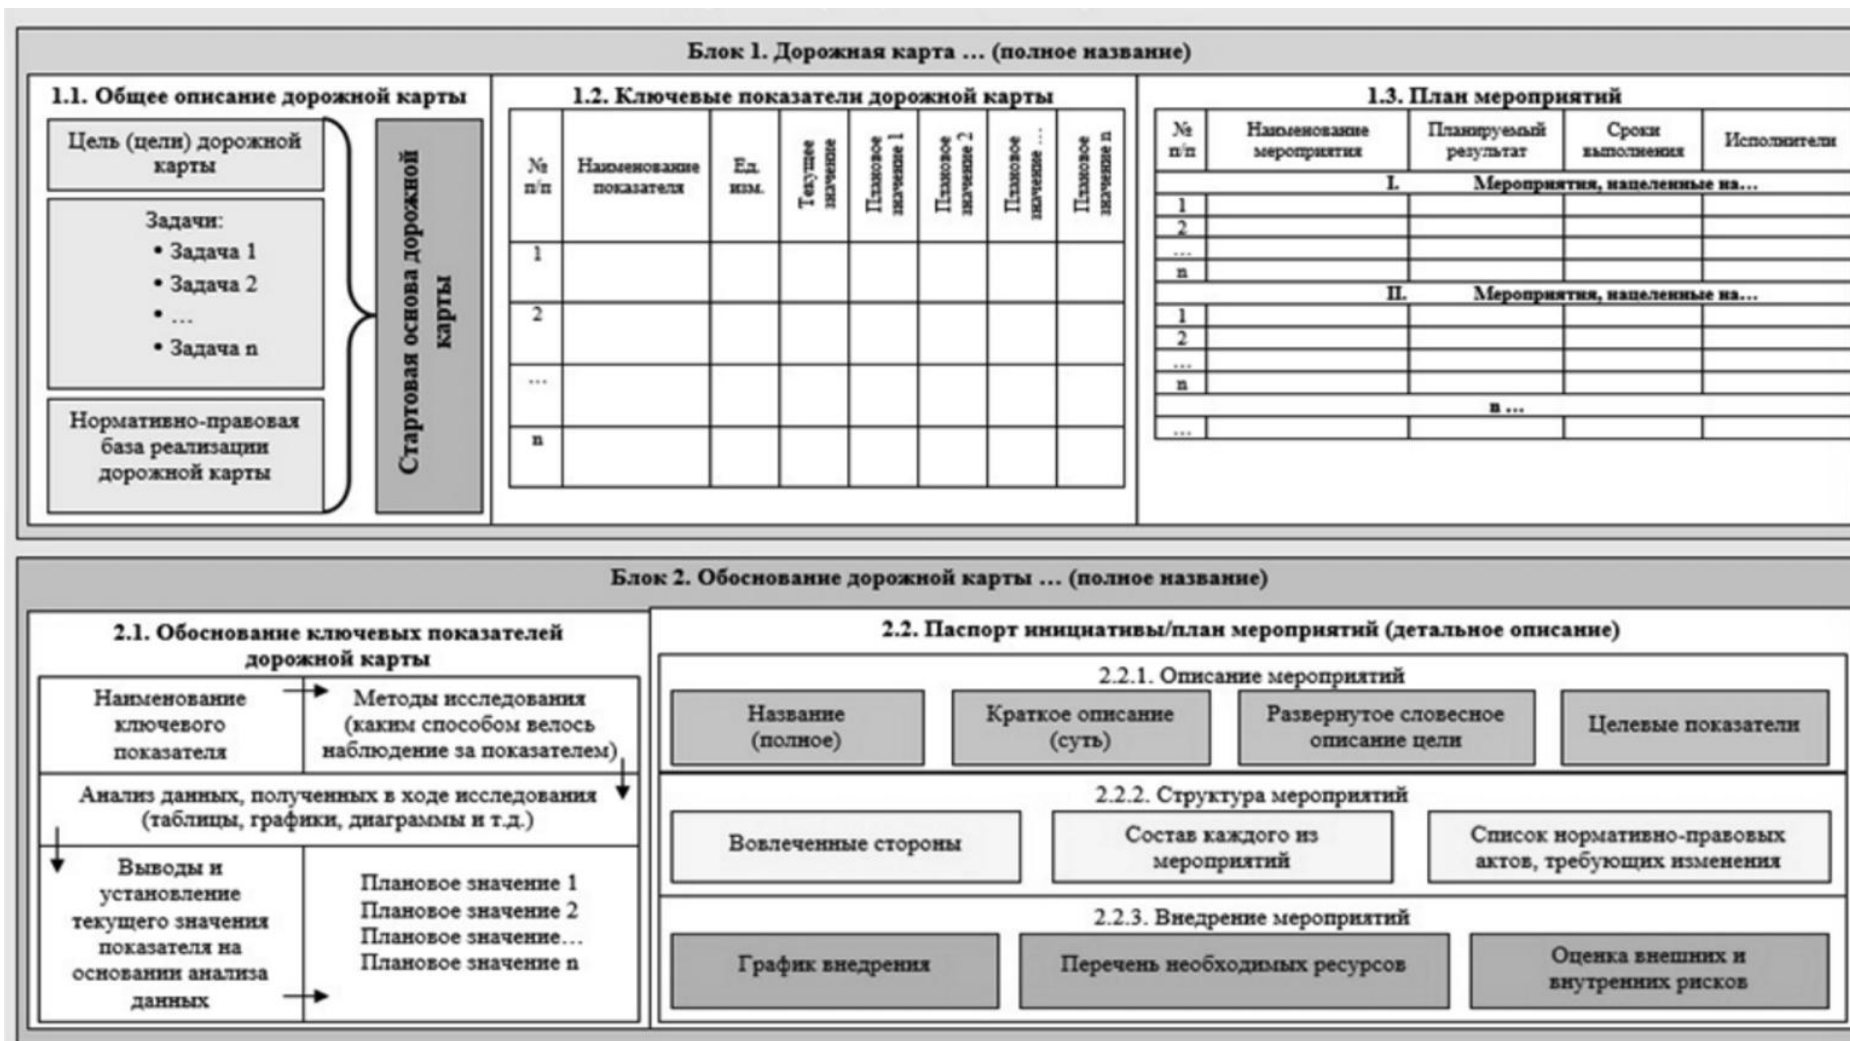 Блок 1. Дорожная карта … (полное название)
1.1. Общее описание дорожной карты
Цель (цели) дорожной
карты
Задачи:
• Задача 1
• Задача 2
• …
• Задача n
Нормативно-правовая
база реализации
дорожной карты
Стартовая основа дорожной
карты
1.2. Ключевые показатели дорожной карты
№
п/п
Наименование
показателя
Ед.
изм.
Текущее
значение
Плановое
значение 1
Плановое
значение 2
Плановое
значение …
Плановое
значение n
1
2
…
n
1.3. План мероприятий
№
п/п
Наименование
мероприятия
Планируемый
результат
Сроки
выполнения
Исполнители
I. Мероприятия, нацеленные на…
1
2
…
n
II. Мероприятия, нацеленные на…
1
2
…
n
n …
…
Блок 2. Обоснование дорожной карты … (полное название)
2.1. Обоснование ключевых показателей
дорожной карты
Наименование
ключевого
показателя
Методы исследования
(каким способом велось
наблюдение за показателем)
Анализ данных, полученных в ходе исследования
(таблицы, графики, диаграммы и т.д.)
Выводы и
установление
текущего значения
показателя на
основании анализа
данных
Плановое значение 1
Плановое значение 2
Плановое значение…
Плановое значение n
2.2. Паспорт инициативы/план мероприятий (детальное описание)
2.2.1. Описание мероприятий
Название
(полное)
Краткое описание
(суть)
Развернутое словесное
описание цели
Целевые показатели
2.2.2. Структура мероприятий
Вовлеченные стороны
Состав каждого из
мероприятий
Список нормативно-правовых
актов, требующих изменения
2.2.3. Внедрение мероприятий
График внедрения
Перечень необходимых ресурсов
Оценка внешних и
внутренних рисков